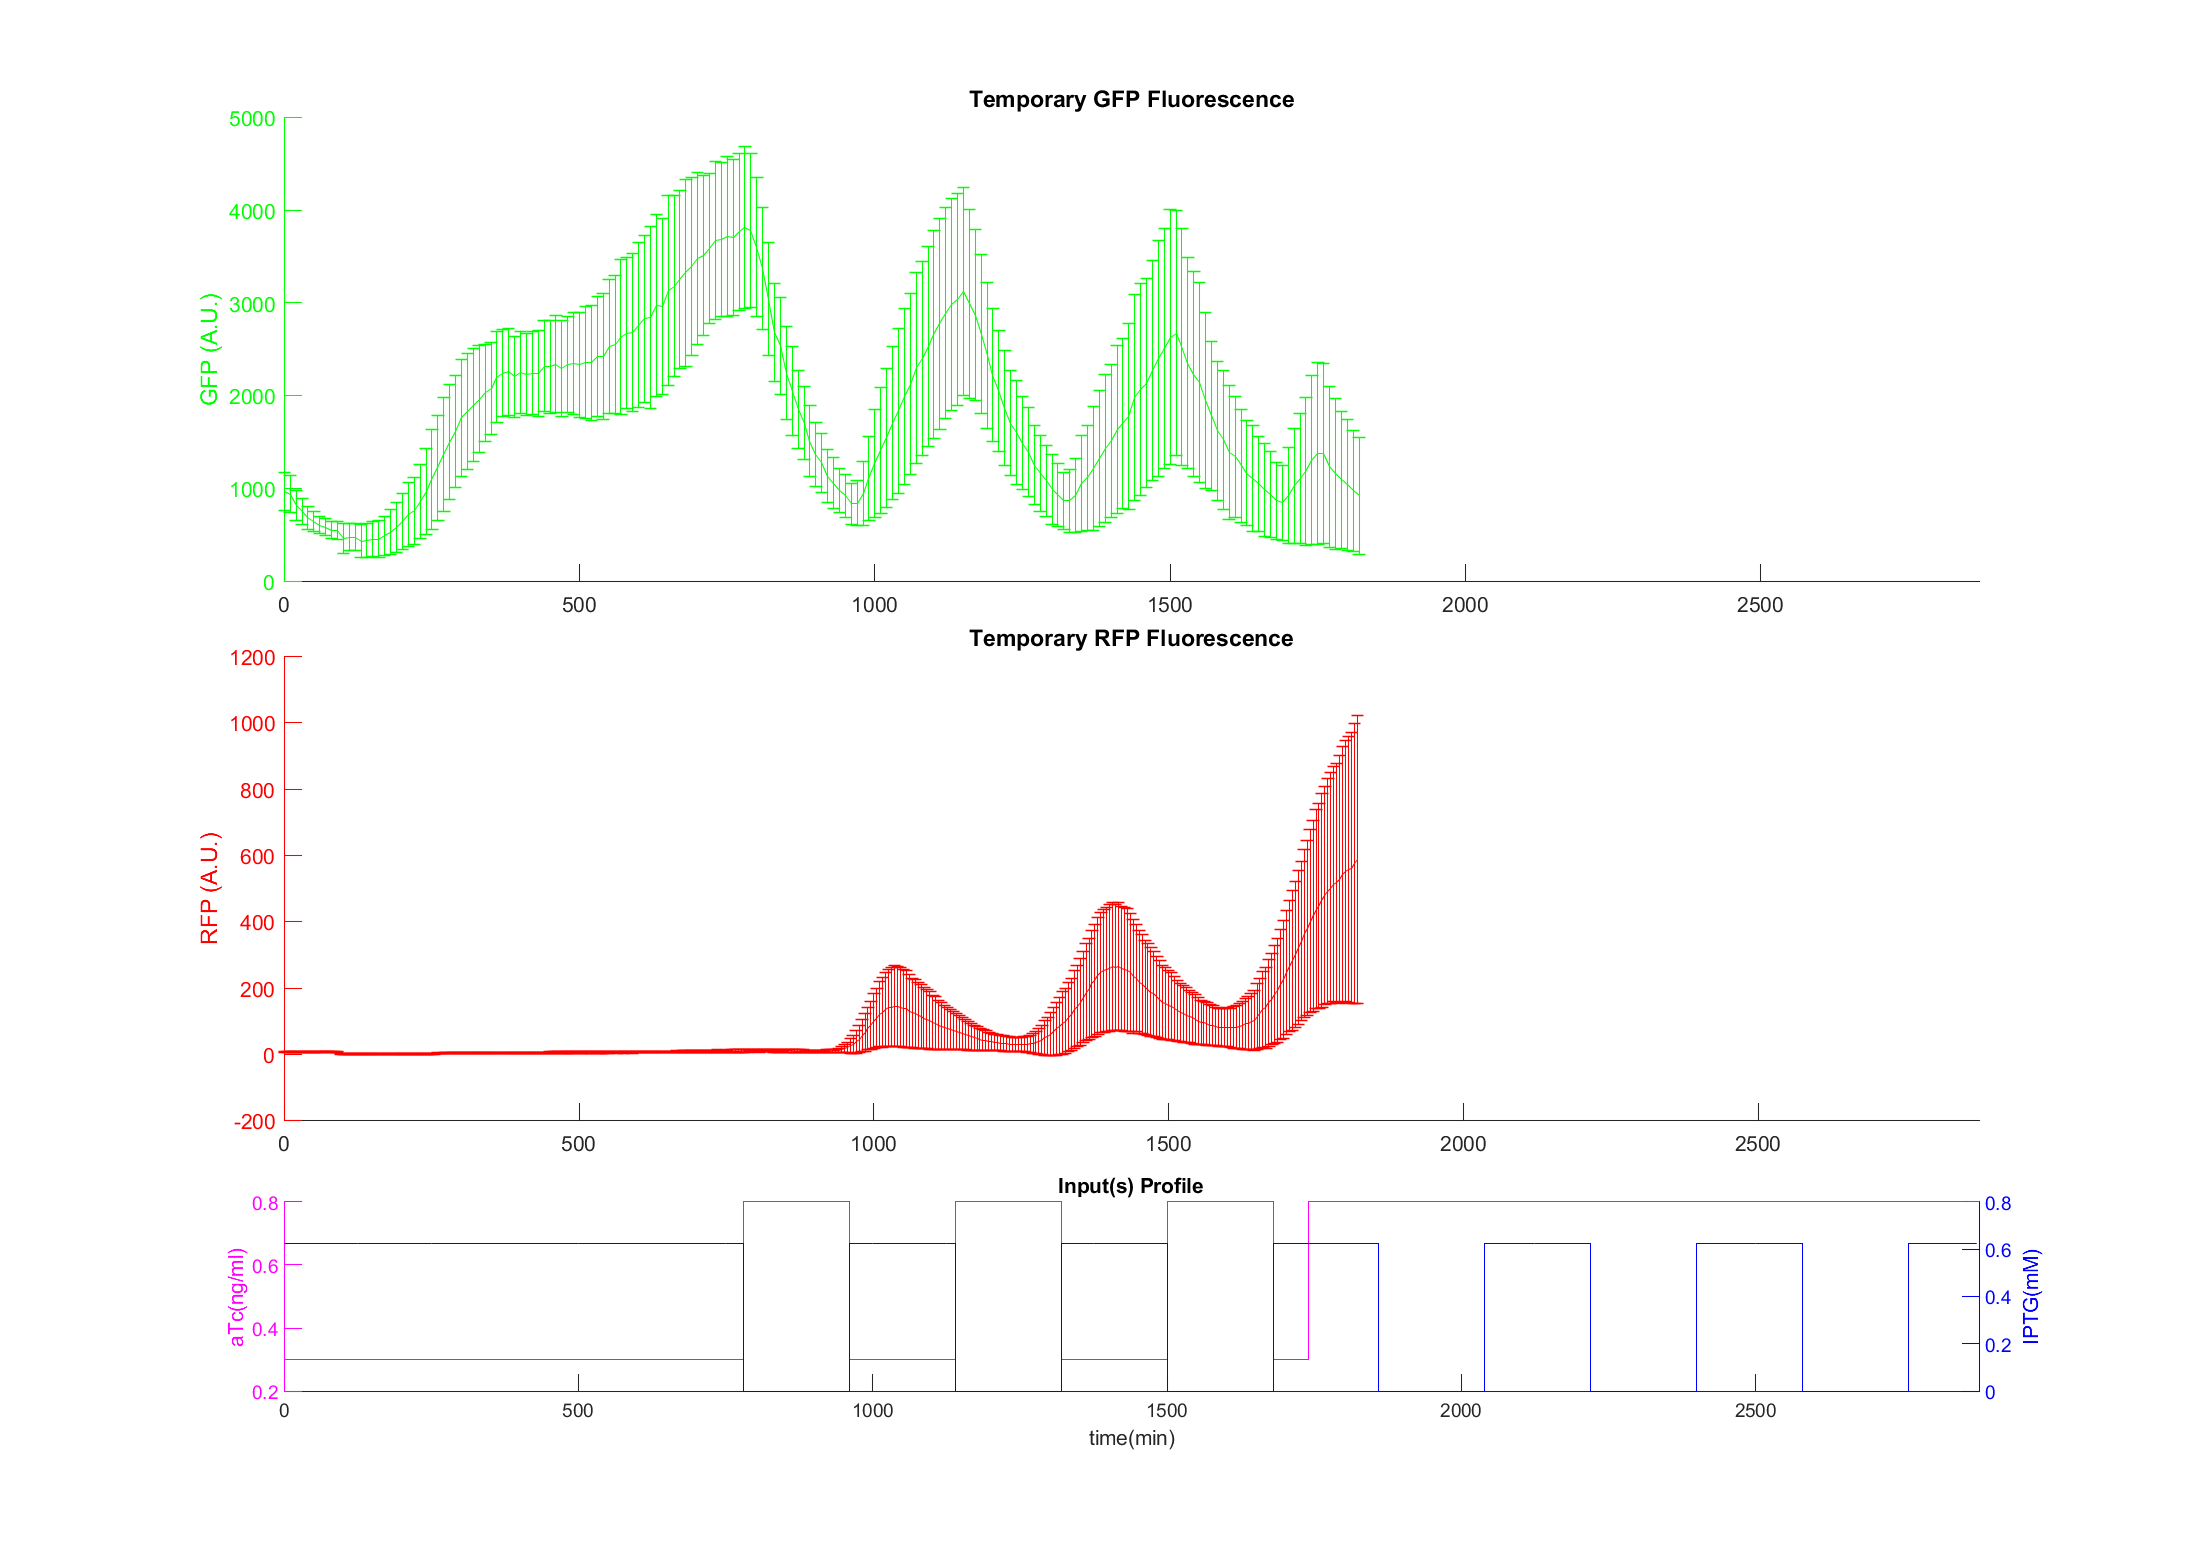 Temporary GFP Fluorescence
5000
4000
3000
2000
1000
0
GFP (A.U.)
0 500 1000 1500 2000 2500
Temporary RFP Fluorescence
1200
1000
800
600
400
200
0
-200
RFP (A.U.)
0 500 1000 1500 2000 2500
Input(s) Profile
0.8
0.6
0.4
0.2
aTc(ng/ml)
0.8
0.6
0.4
0.2
0
IPTG(mM)
0 500 1000 1500 2000 2500
time(min)